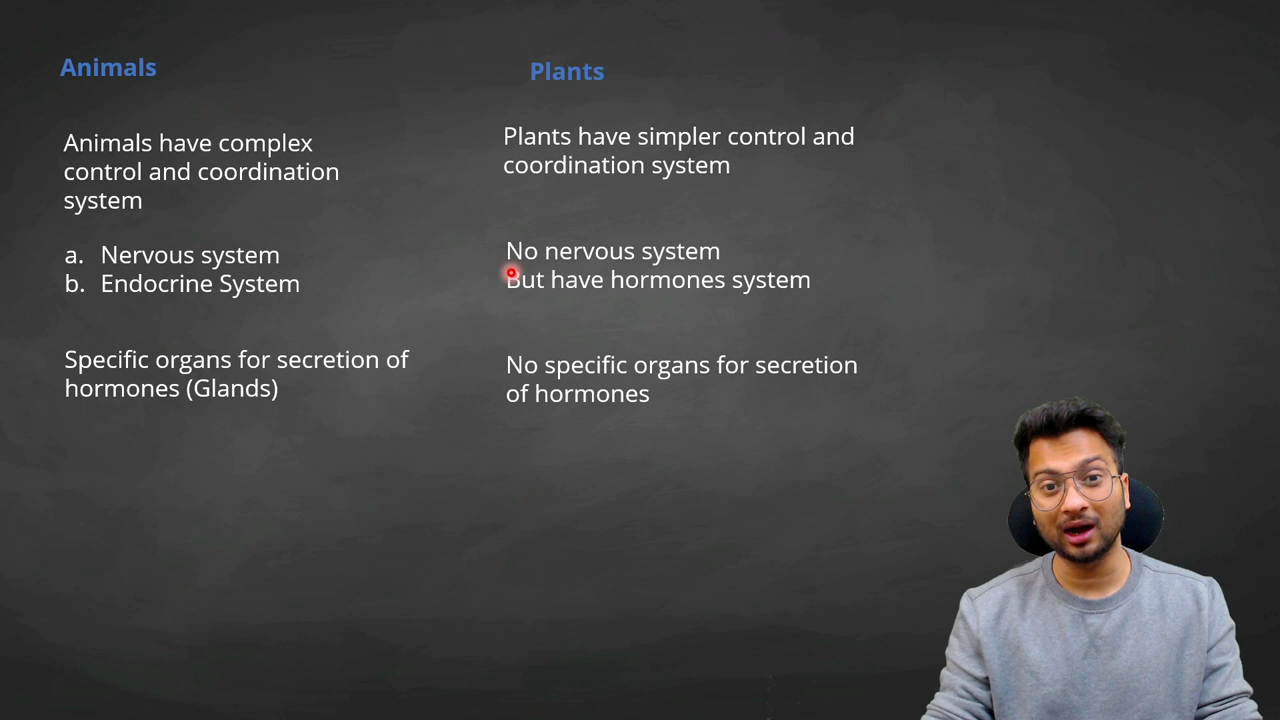 Animals
Animals have complex
control and coordination
system
a. Nervous system
b. Endocrine System
Specific organs for secretion of
hormones (Glands)
Plants
Plants have simpler control and
coordination system
No nervous system
But have hormones system
No specific organs for secretion
of hormones